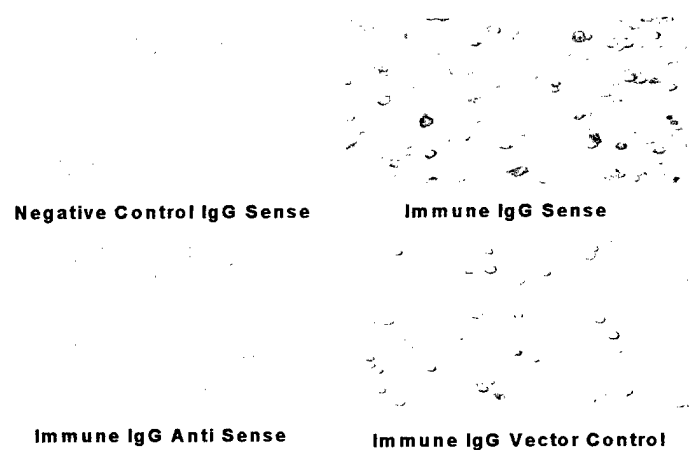 Negative Control IgG Sense
Immune IgG Sense
Immune IgG Anti Sense
Immune IgG Vector Control